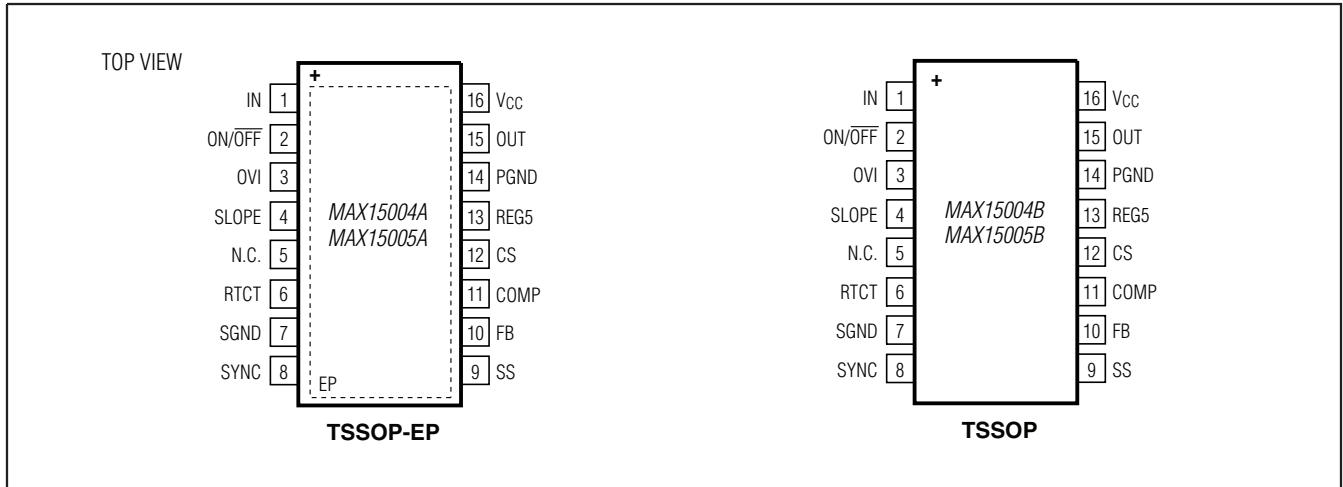 TOP VIEW
+
IN 1
ON/OFF 2
OVI 3
SLOPE 4
N.C. 5
RTCT 6
SGND 7
SYNC 8
MAX15004A
MAX15005A
16 VCC
15 OUT
14 PGND
13 REG5
12 CS
11 COMP
10 FB
9 SS
EP
TSSOP-EP
+
IN 1
ON/OFF 2
OVI 3
SLOPE 4
N.C. 5
RTCT 6
SGND 7
SYNC 8
MAX15004B
MAX15005B
16 VCC
15 OUT
14 PGND
13 REG5
12 CS
11 COMP
10 FB
9 SS
TSSOP